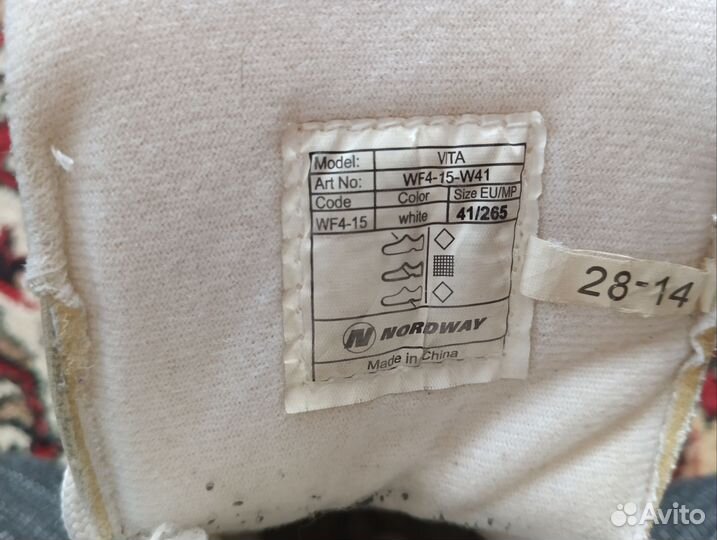 Model: VITA
Art No: WF4-15-W41
Code Color Size EU/MP
WF4-15 white 41/265
N NORDWAY
Made in China
28-14
Avito